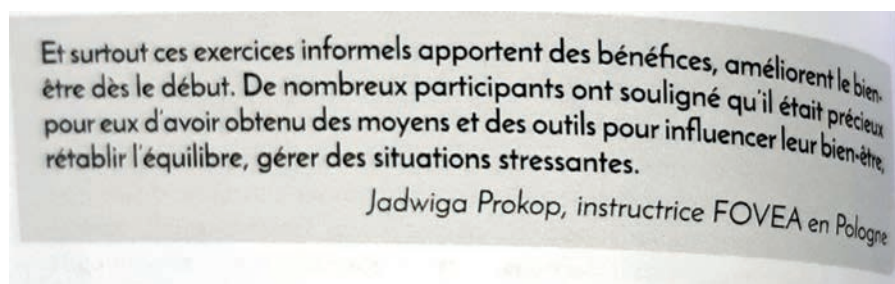 Et surtout ces exercices informels apportent des bénéfices, améliorent le bien-
être dès le début. De nombreux participants ont souligné qu'il était précieux
pour eux d'avoir obtenu des moyens et des outils pour influencer leur bien-être,
rétablir l'équilibre, gérer des situations stressantes.
Jadwiga Prokop, instructrice FOVEA en Pologne